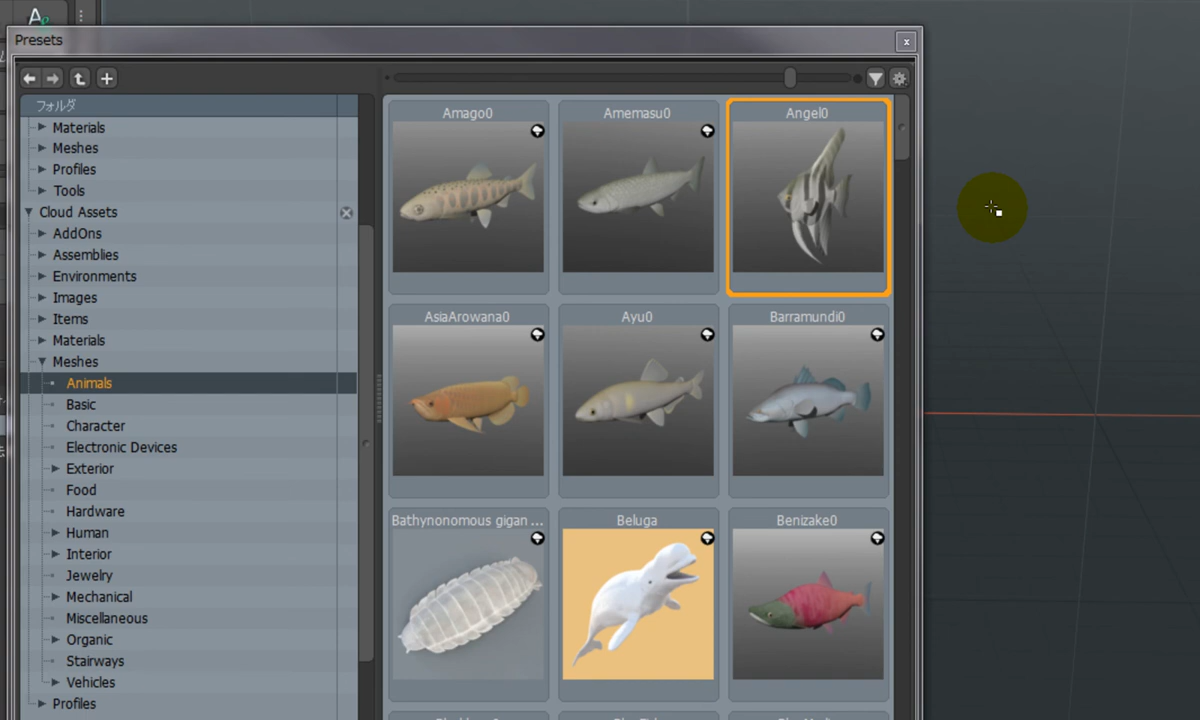 Presets
フォルダ
Materials
Meshes
Profiles
Tools
Cloud Assets
AddOns
Assemblies
Environments
Images
Items
Materials
Meshes
Animals
Basic
Character
Electronic Devices
Exterior
Food
Hardware
Human
Interior
Jewelry
Mechanical
Miscellaneous
Organic
Stairways
Vehicles
Profiles
Amago0
Amemasu0
Angel0
AsiaArowana0
Ayu0
Barramundi0
Bathynonomous gigan ...
Beluga
Benizake0